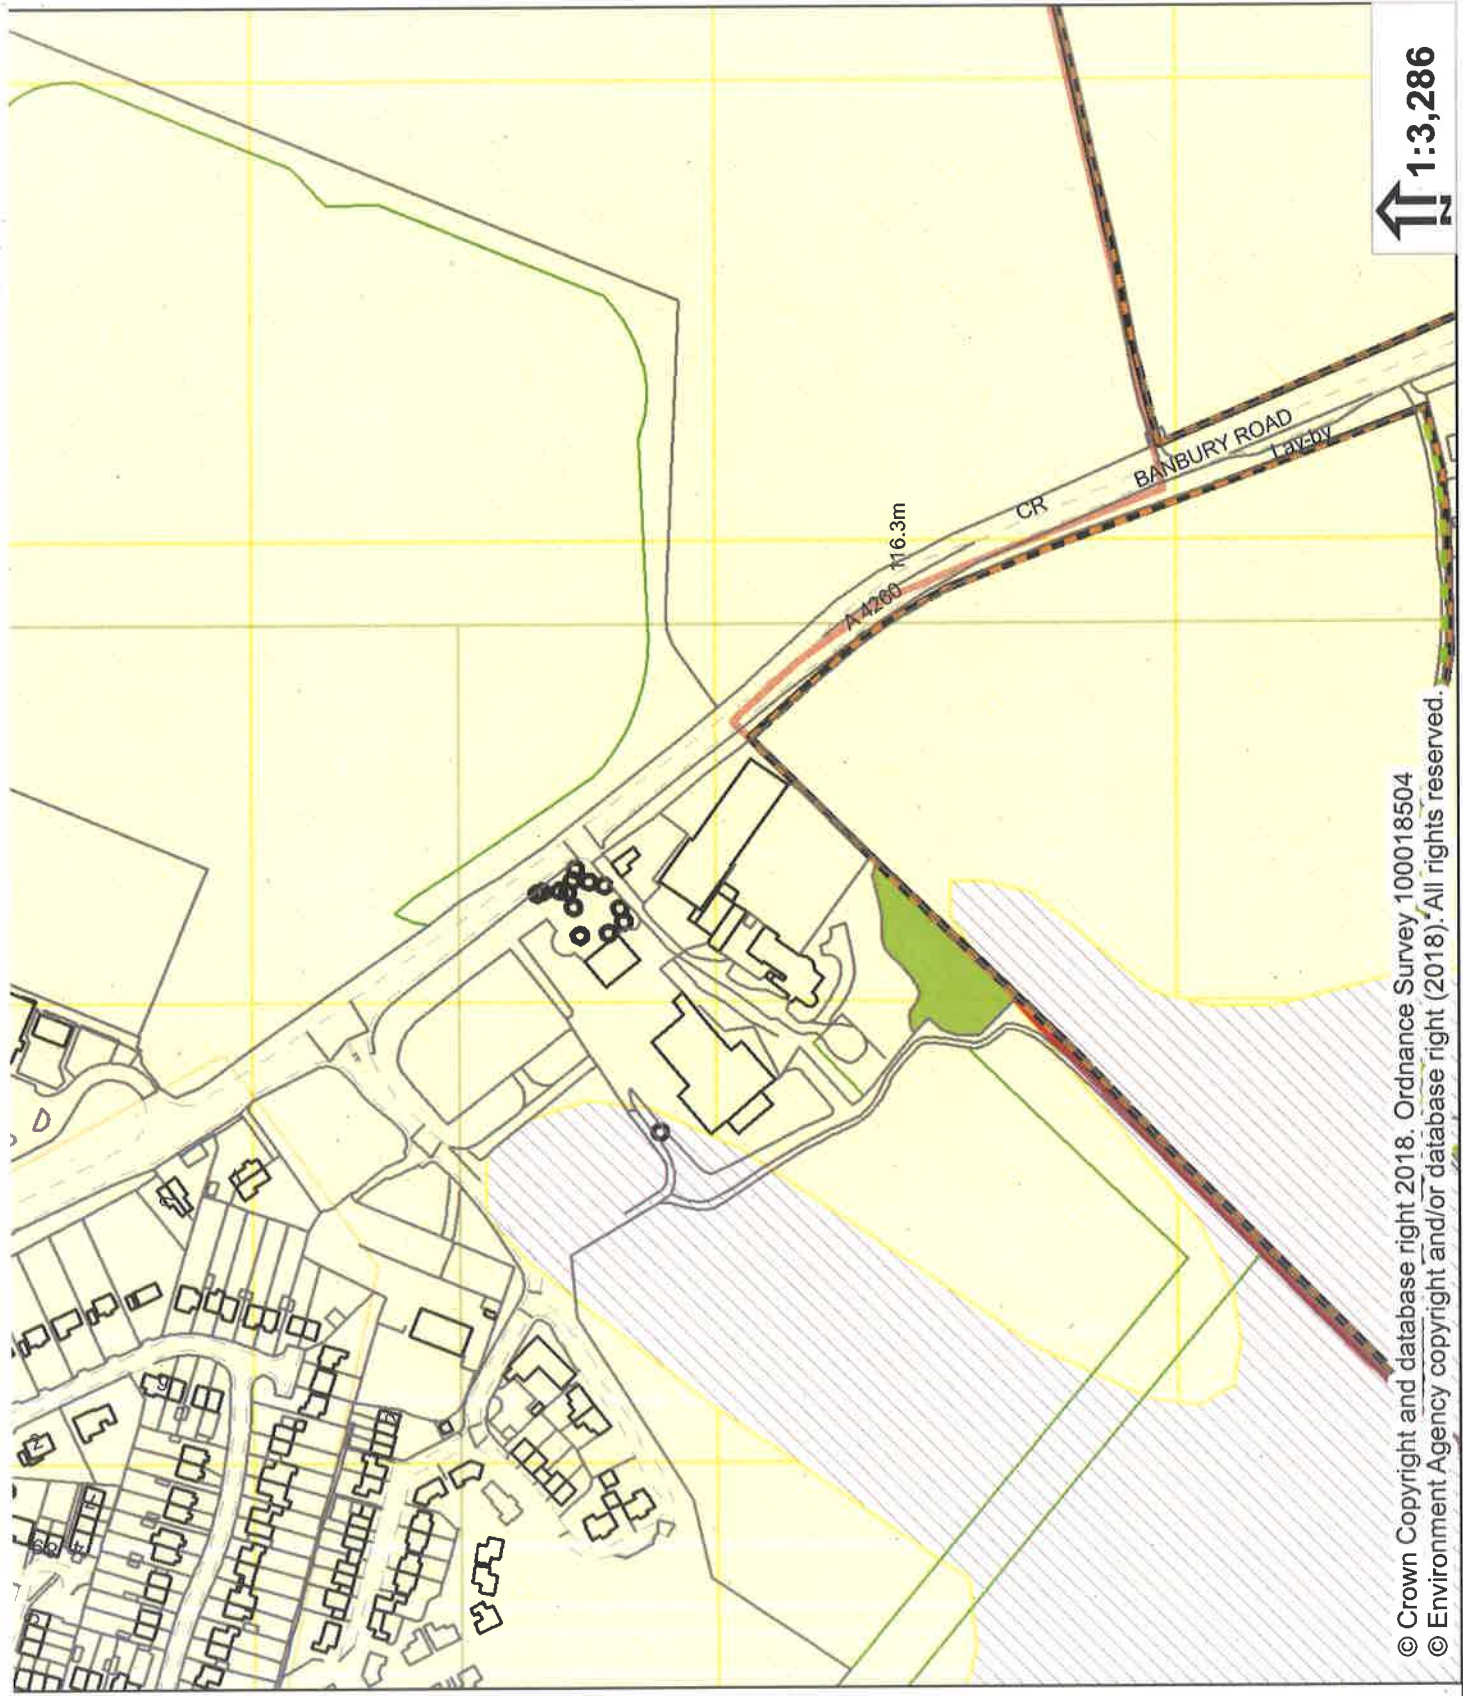 1:3,286
N
BANBURY ROAD
Lay-by
CR
116.3m
A 4260
9
2
© Crown Copyright and database right 2018. Ordnance Survey 100018504
© Environment Agency copyright and/or database right (2018). All rights reserved.